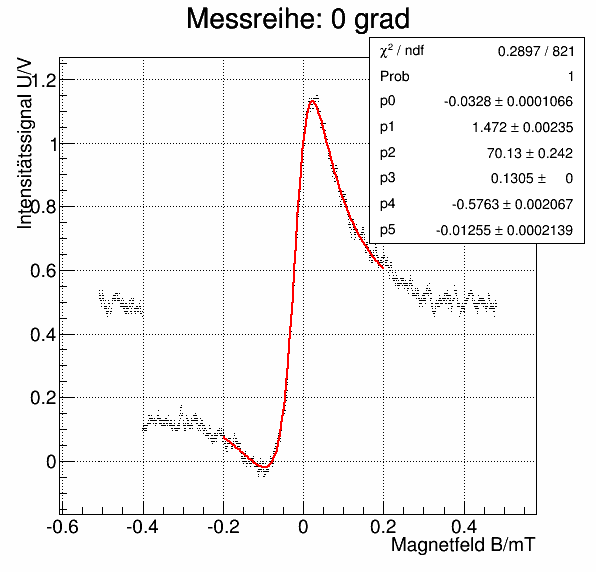 Messreihe: 0 grad
χ² / ndf 0.2897 / 821
Prob 1
p0 -0.0328 ± 0.0001066
p1 1.472 ± 0.00235
p2 70.13 ± 0.242
p3 0.1305 ± 0
p4 -0.5763 ± 0.002067
p5 -0.01255 ± 0.0002139
Intensitätssignal U/V
1.2
1
0.8
0.6
0.4
0.2
0
-0.6 -0.4 -0.2 0 0.2 0.4
Magnetfeld B/mT